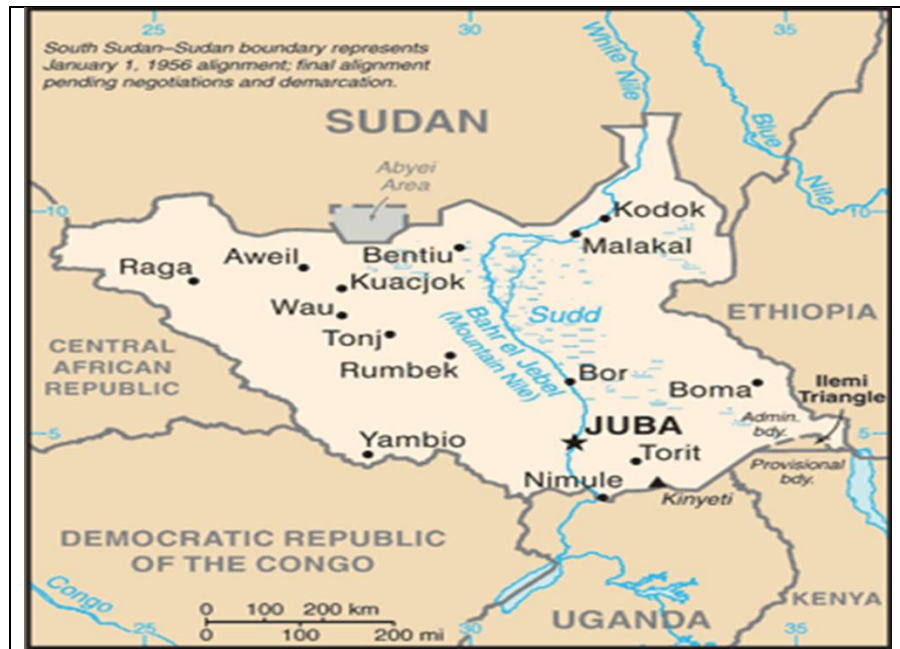 25
30
35
South Sudan–Sudan boundary represents
January 1, 1956 alignment; final alignment
pending negotiations and demarcation.
White Nile
SUDAN
Blue
Nile
Abyei
Area
10
10
Kodok
Malakal
Bentiu
Aweil
Raga
Kuacjok
Wau
Tonj
Rumbek
Bahr el Jebel
(Mountain Nile)
Sudd
ETHIOPIA
CENTRAL
AFRICAN
REPUBLIC
Bor
Boma
Ilemi
Triangle
Admin.
bdy.
5
5
JUBA
Yambio
Torit
Provisional
bdy.
Nimule
Kinyeti
DEMOCRATIC REPUBLIC
OF THE CONGO
Congo
0 100 200 km
0 100 200 mi
UGANDA
KENYA
25
30
35